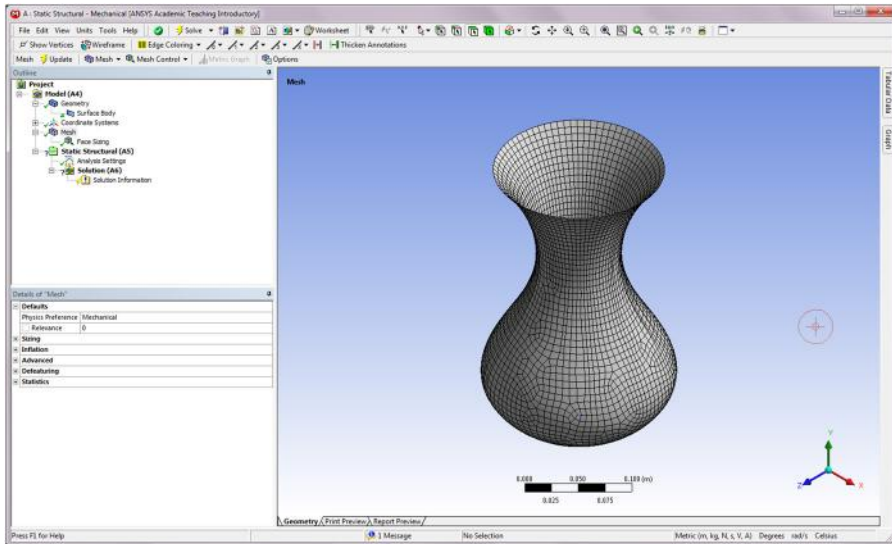 A : Static Structural - Mechanical [ANSYS Academic Teaching Introductory]
File Edit View Units Tools Help Solve Worksheet
Show Vertices Wireframe Edge Coloring Thicken Annotations
Mesh Update Mesh Mesh Control Metric Graph Options
Outline
Project
Model (A4)
Geometry
Surface Body
Coordinate Systems
Mesh
Face Sizing
Static Structural (A5)
Analysis Settings
Solution (A6)
Solution Information
Details of "Mesh"
Defaults
Physics Preference Mechanical
Relevance 0
Sizing
Inflation
Advanced
Defeaturing
Statistics
Mesh
0.000 0.050 0.100 (m)
0.025 0.075
Y
Z X
Geometry Print Preview Report Preview
Tabular Data
Graph
Press F1 for Help 1 Message No Selection Metric (m, kg, N, s, V, A) Degrees rad/s Celsius